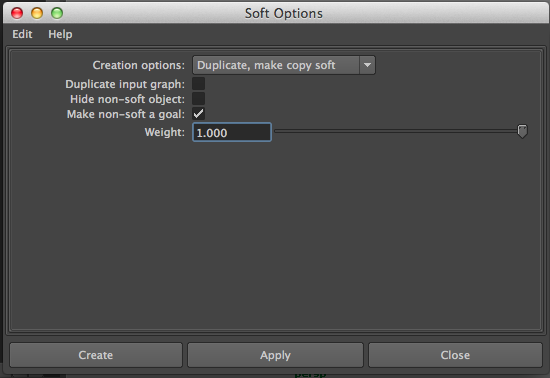 Soft Options
Edit Help
Creation options: Duplicate, make copy soft
Duplicate input graph:
Hide non-soft object:
Make non-soft a goal:
Weight: 1.000
Create Apply Close
persp